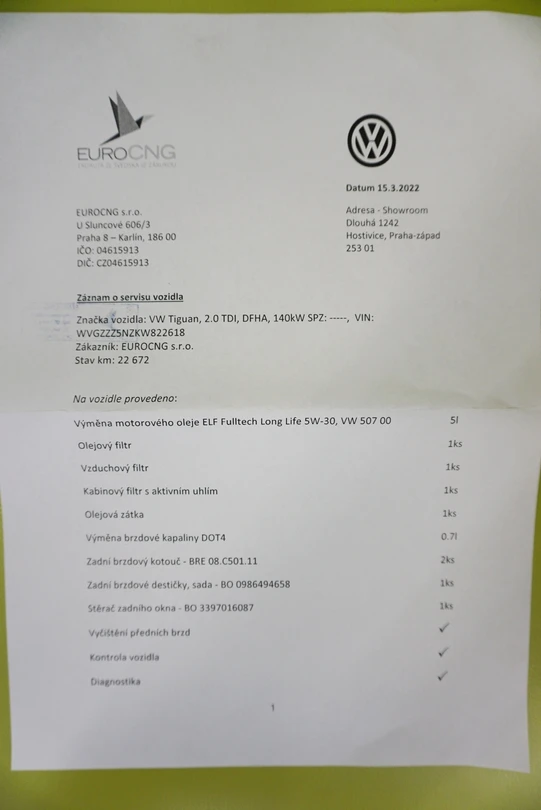 EUROCNG
Datum 15.3.2022
EUROCNG s.r.o.
U Sluncové 606/3
Praha 8 – Karlín, 186 00
IČO: 04615913
DIČ: CZ04615913
Adresa - Showroom
Dlouhá 1242
Hostivice, Praha-západ
253 01
Záznam o servisu vozidla
Značka vozidla: VW Tiguan, 2.0 TDI, DFHA, 140kW SPZ: -----, VIN:
WVGZZZ5NZKW822618
Zákazník: EUROCNG s.r.o.
Stav km: 22 672
Na vozidle provedeno:
Výměna motorového oleje ELF Fulltech Long Life 5W-30, VW 507 00 5l
Olejový filtr 1ks
Vzduchový filtr 1ks
Kabinový filtr s aktivním uhlím 1ks
Olejová zátka 1ks
Výměna brzdové kapaliny DOT4 0.7l
Zadní brzdový kotouč - BRE 08.C501.11 2ks
Zadní brzdové destičky, sada - BO 0986494658 1ks
Stěrač zadního okna - BO 3397016087 1ks
Vyčištění předních brzd ✓
Kontrola vozidla ✓
Diagnostika ✓
1